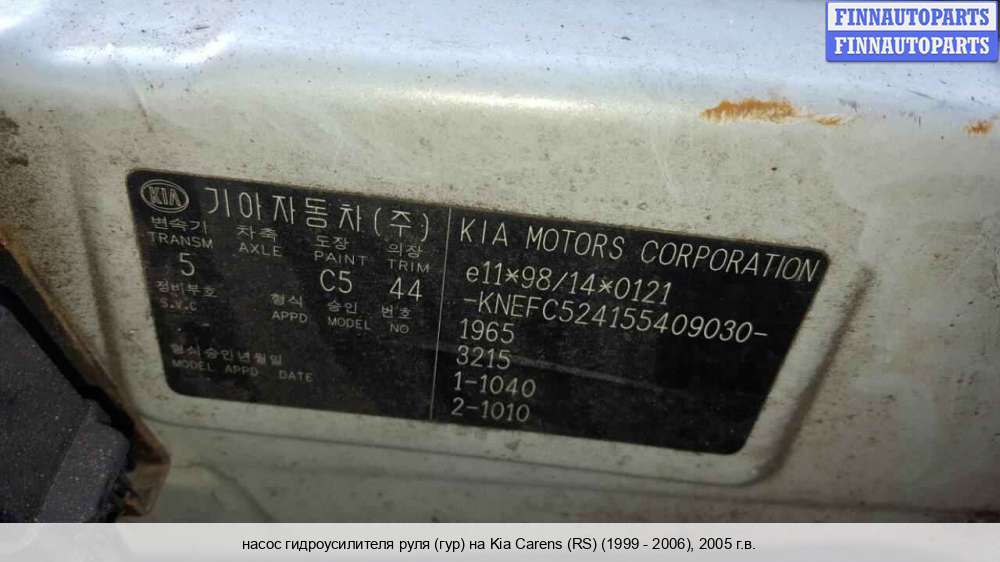 FINNAUTOPARTS
FINNAUTOPARTS
KIA 기아자동차(주)
변속기 차축 도장 의장
TRANSM AXLE PAINT TRIM
5 C5 44
정비부호 형식 승인 번호
S.V.C APPD MODEL NO
형식승인년월일
MODEL APPD DATE
KIA MOTORS CORPORATION
e11*98/14*0121
-KNEFC524155409030-
1965
3215
1-1040
2-1010
насос гидроусилителя руля (гур) на Kia Carens (RS) (1999 - 2006), 2005 г.в.